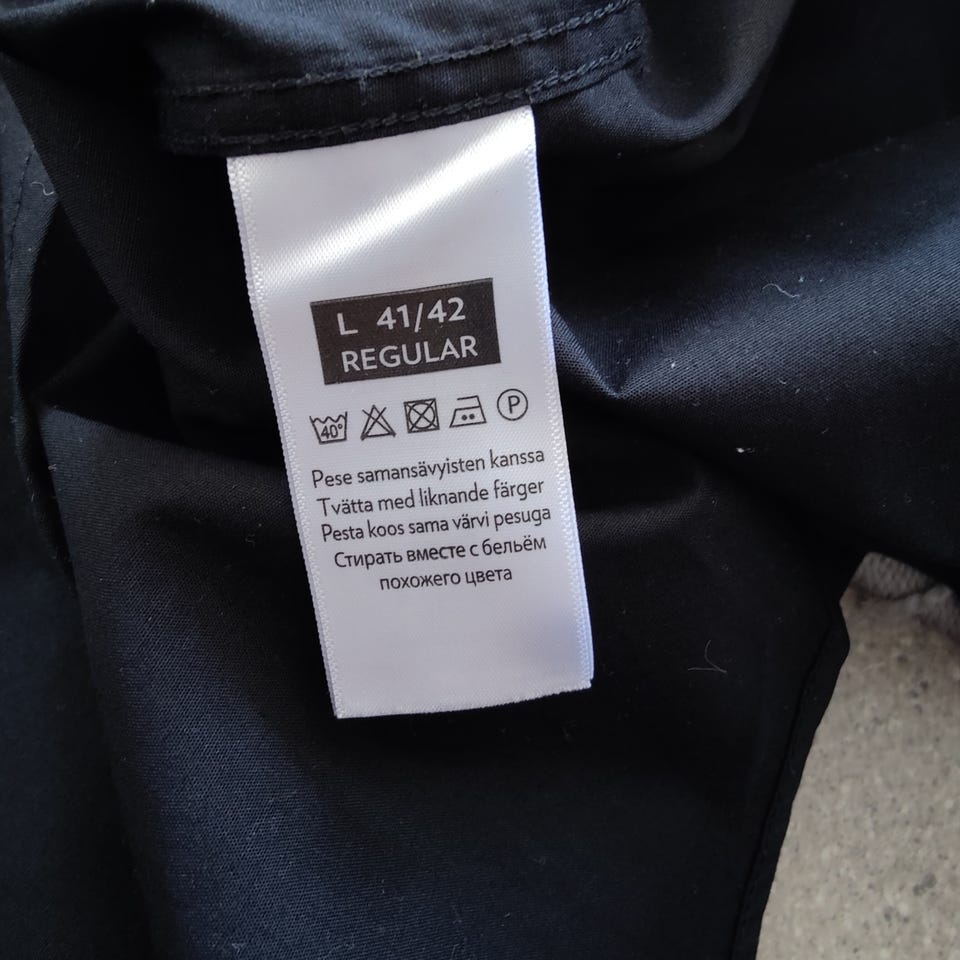 L 41/42
REGULAR
40° P
Pese samansävyisten kanssa
Tvätta med liknande färger
Pesta koos sama värvi pesuga
Стирать вместе с бельём
похожего цвета